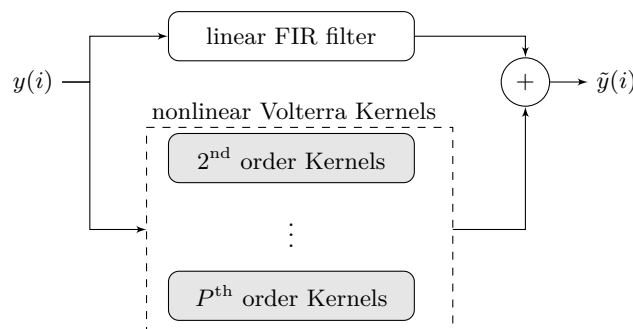 linear FIR filter
y(i)
+
ỹ(i)
nonlinear Volterra Kernels
2nd order Kernels
⋮
Pth order Kernels